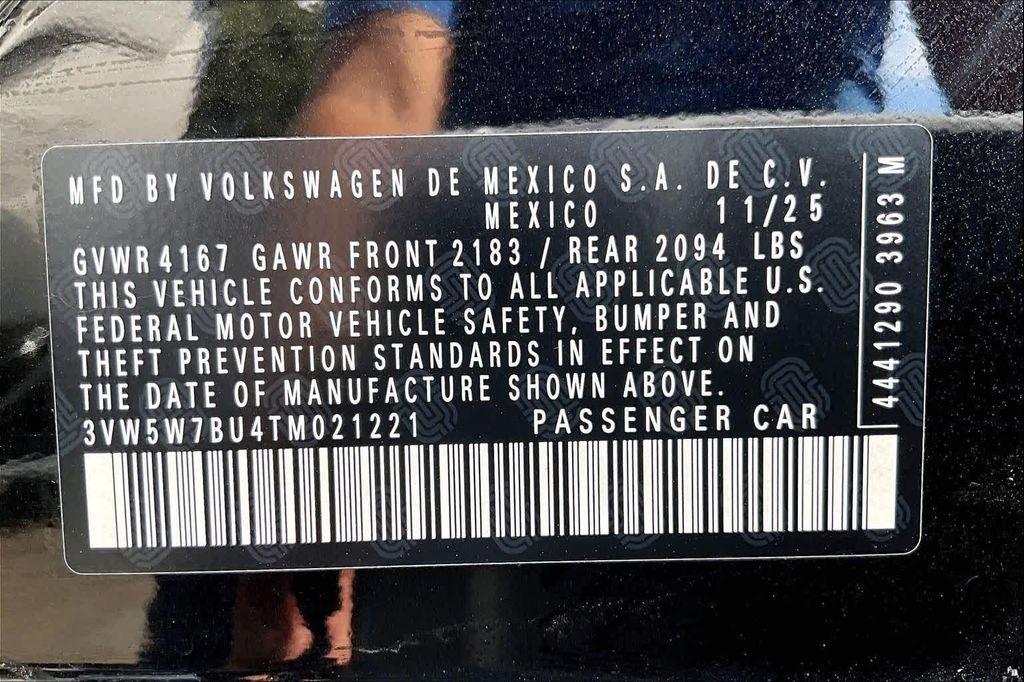 MFD BY VOLKSWAGEN DE MEXICO S.A. DE C.V.
MEXICO 11/25
GVWR 4167 GAWR FRONT 2183 / REAR 2094 LBS
THIS VEHICLE CONFORMS TO ALL APPLICABLE U.S.
FEDERAL MOTOR VEHICLE SAFETY, BUMPER AND
THEFT PREVENTION STANDARDS IN EFFECT ON
THE DATE OF MANUFACTURE SHOWN ABOVE.
3VW5W7BU4TM021221 PASSENGER CAR
4441290 3963 M